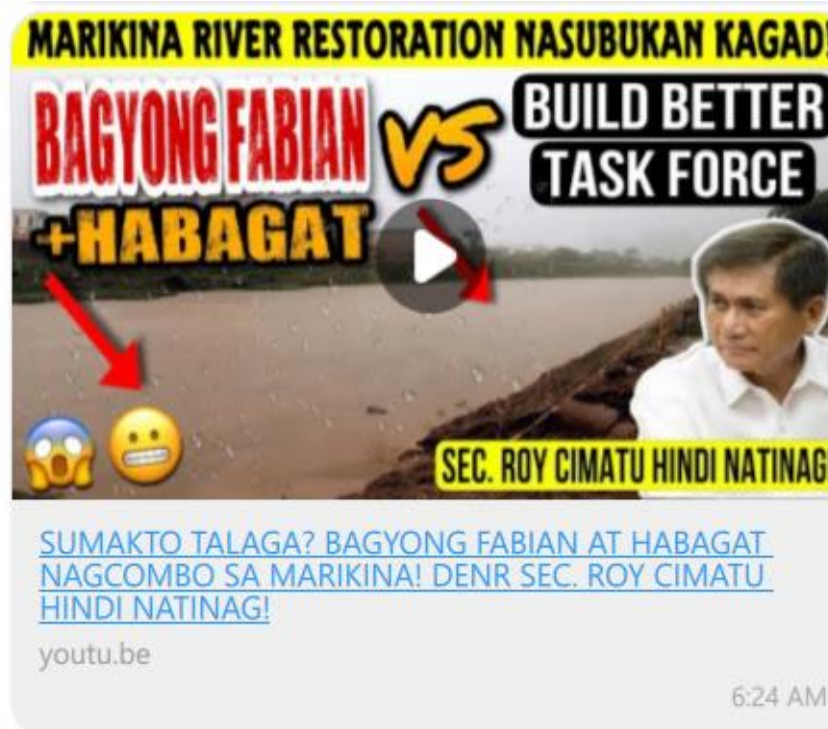 MARIKINA RIVER RESTORATION NASUBUKAN KAGAD!
BAGYONG FABIAN
+HABAGAT
VS
BUILD BETTER
TASK FORCE
SEC. ROY CIMATU HINDI NATINAG
SUMAKTO TALAGA? BAGYONG FABIAN AT HABAGAT
NAGCOMBO SA MARIKINA! DENR SEC. ROY CIMATU
HINDI NATINAG!
youtu.be
6:24 AM